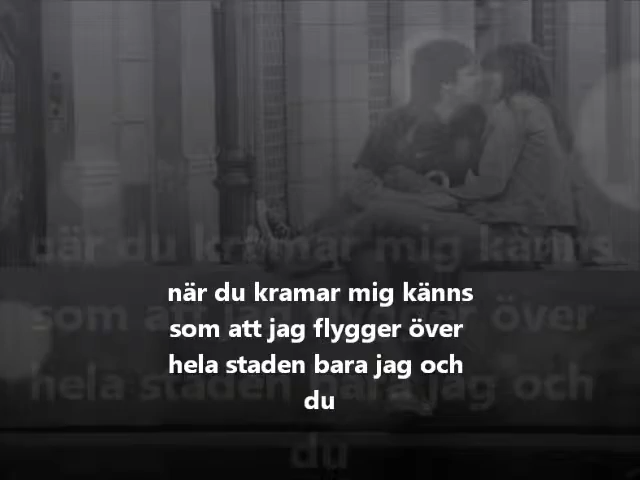 när du kramar mig känns
som att jag flygger över
hela staden bara jag och
du